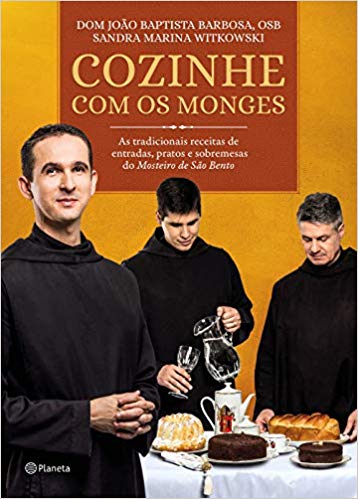 DOM JOÃO BAPTISTA BARBOSA, OSB
SANDRA MARINA WITKOWSKI
COZINHE
COM OS MONGES
As tradicionais receitas de
entradas, pratos e sobremesas
do Mosteiro de São Bento
Planeta